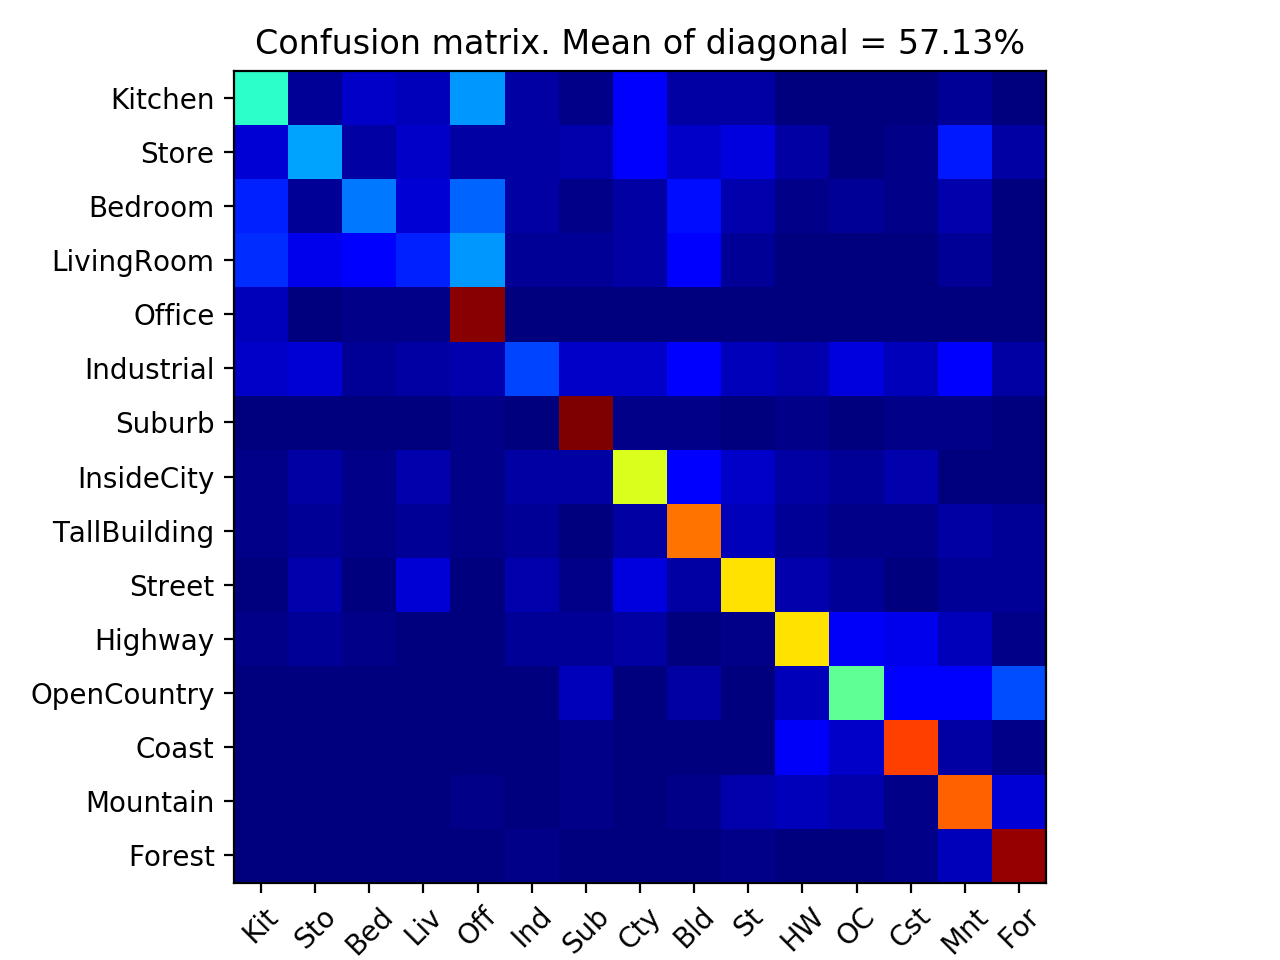 Confusion matrix. Mean of diagonal = 57.13%
Kitchen
Store
Bedroom
LivingRoom
Office
Industrial
Suburb
InsideCity
TallBuilding
Street
Highway
OpenCountry
Coast
Mountain
Forest
Kit Sto Bed Liv Off Ind Sub Cty Bld St HW OC Cst Mnt For